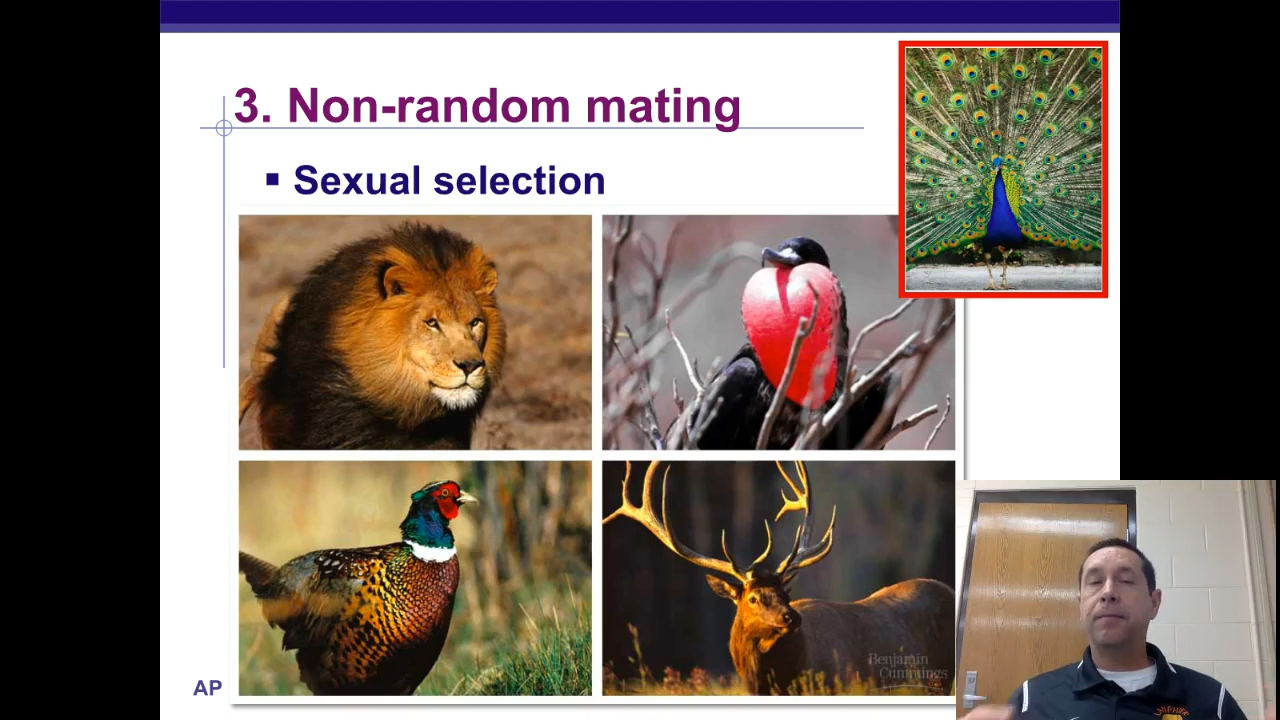 3. Non-random mating
▪ Sexual selection
Benjamin
Cummings
AP